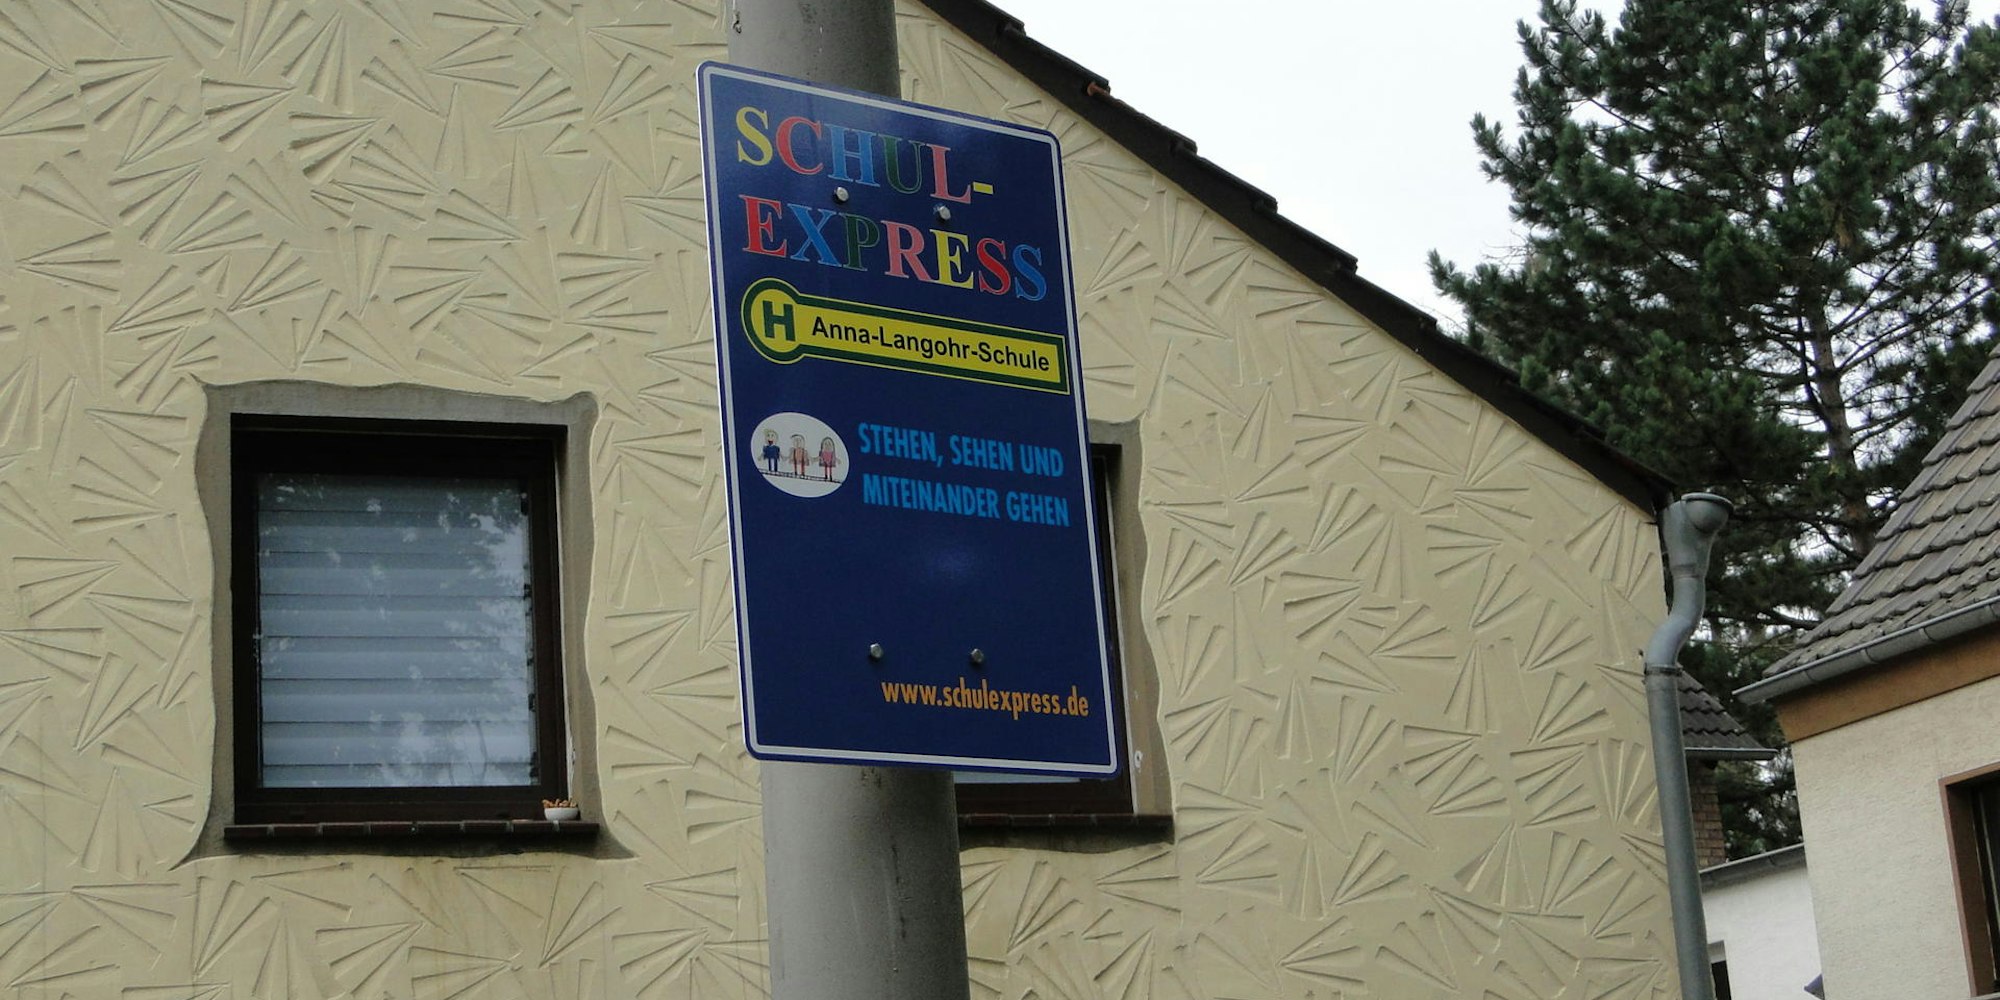 SCHUL-
EXPRESS
H Anna-Langohr-Schule
STEHEN, SEHEN UND
MITEINANDER GEHEN
www.schulexpress.de